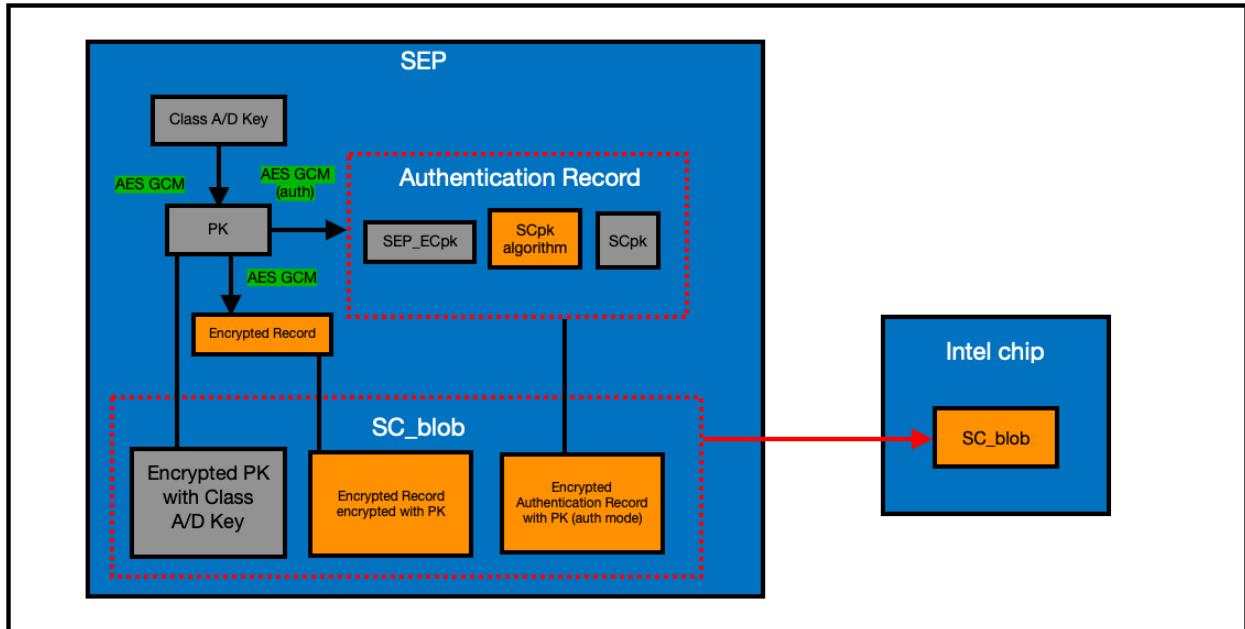 SEP
Class A/D Key
AES GCM
AES GCM
(auth)
PK
AES GCM
Authentication Record
SEP_ECpk
SCpk
algorithm
SCpk
Encrypted Record
SC_blob
Encrypted PK
with Class
A/D Key
Encrypted Record
encrypted with PK
Encrypted
Authentication Record
with PK (auth mode)
Intel chip
SC_blob